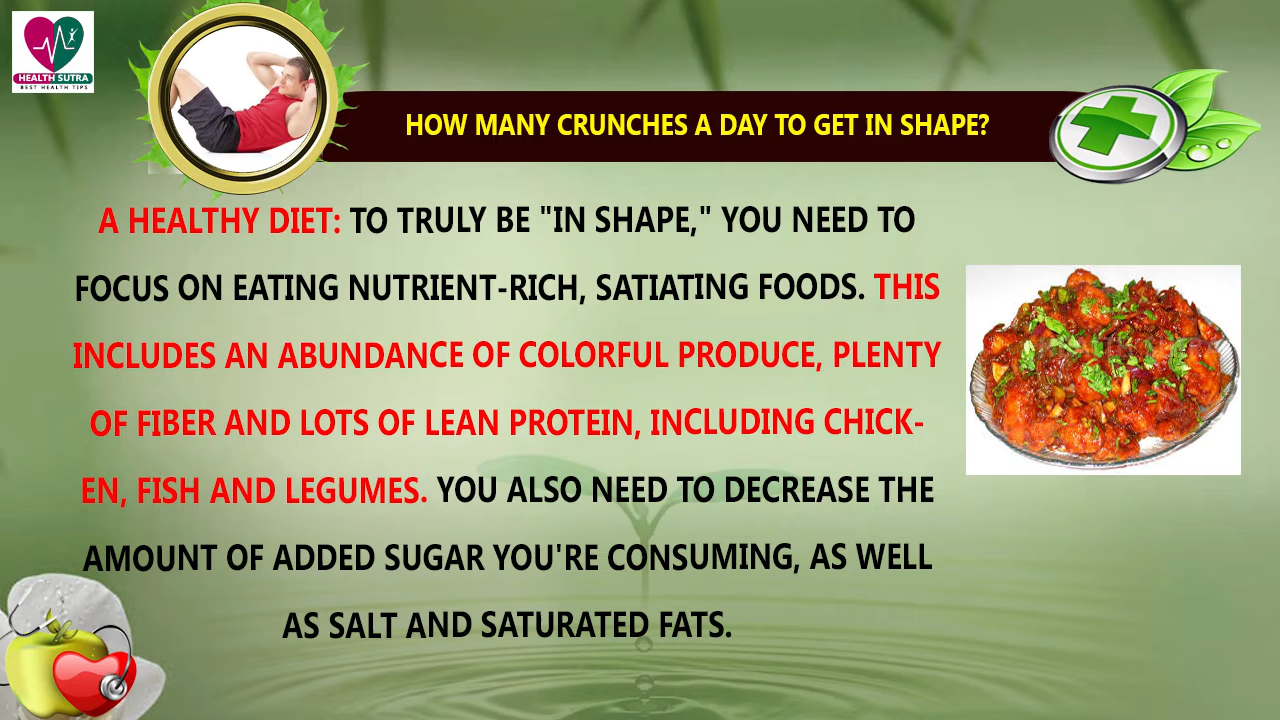 HEALTH SUTRA
BEST HEALTH TIPS
HOW MANY CRUNCHES A DAY TO GET IN SHAPE?
A HEALTHY DIET: TO TRULY BE "IN SHAPE," YOU NEED TO
FOCUS ON EATING NUTRIENT-RICH, SATIATING FOODS. THIS
INCLUDES AN ABUNDANCE OF COLORFUL PRODUCE, PLENTY
OF FIBER AND LOTS OF LEAN PROTEIN, INCLUDING CHICK-
EN, FISH AND LEGUMES. YOU ALSO NEED TO DECREASE THE
AMOUNT OF ADDED SUGAR YOU'RE CONSUMING, AS WELL
AS SALT AND SATURATED FATS.